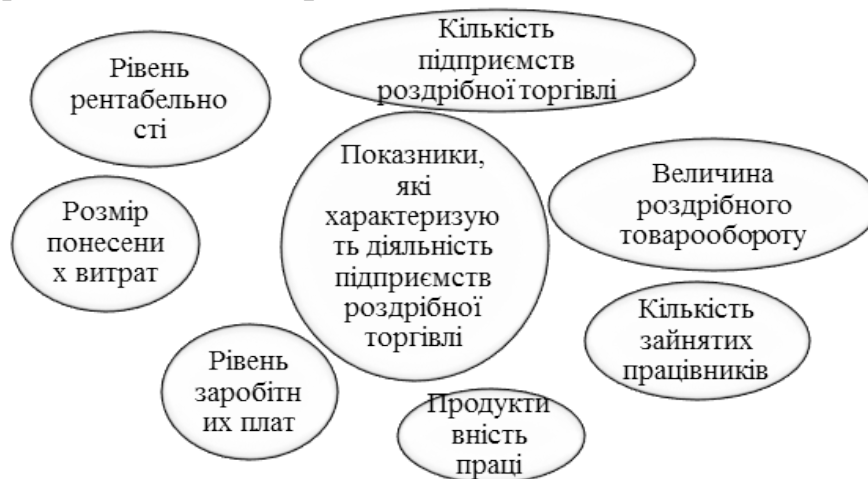 Кількість
підприємств
роздрібної торгівлі
Рівень
рентабельно
сті
Показники,
які
характеризую
ть діяльність
підприємств
роздрібної
торгівлі
Величина
роздрібного
товарообороту
Розмір
понесени
х витрат
Кількість
зайнятих
працівників
Рівень
заробітн
их плат
Продукти
вність
праці